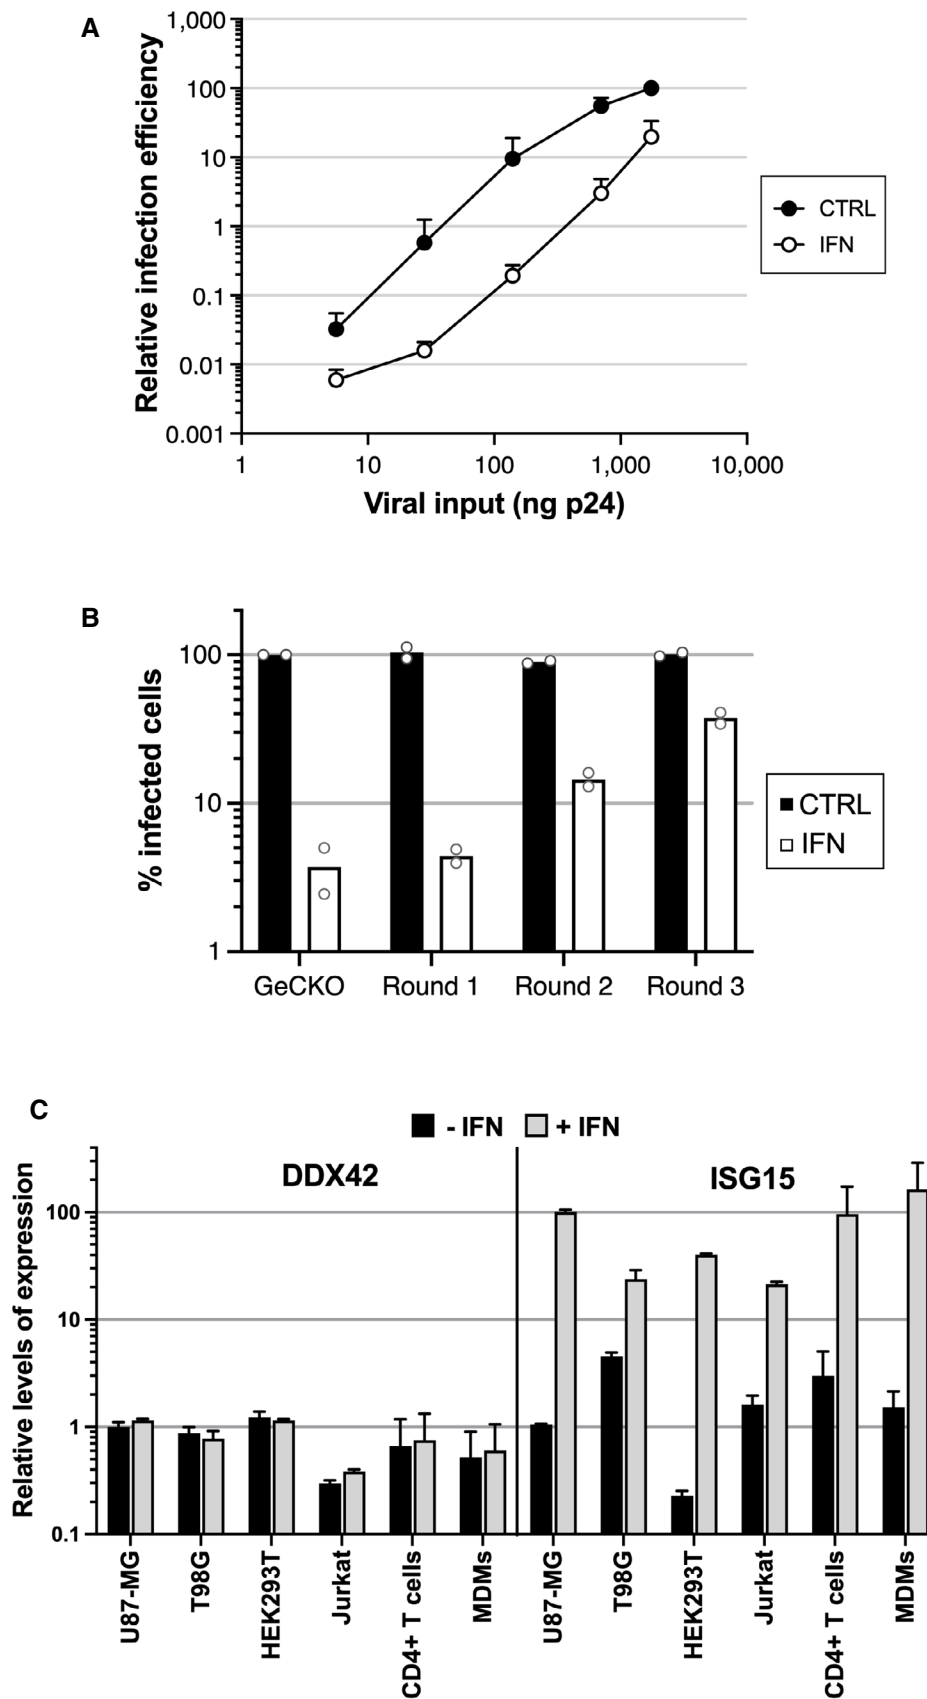 A
Relative infection efficiency
1,000
100
10
1
0.1
0.01
0.001
1 10 100 1,000 10,000
Viral input (ng p24)
CTRL
IFN
B
% infected cells
100
10
1
GeCKO Round 1 Round 2 Round 3
CTRL
IFN
C
- IFN + IFN
DDX42 ISG15
Relative levels of expression
100
10
1
0.1
U87-MG
T98G
HEK293T
Jurkat
CD4+ T cells
MDMs
U87-MG
T98G
HEK293T
Jurkat
CD4+ T cells
MDMs